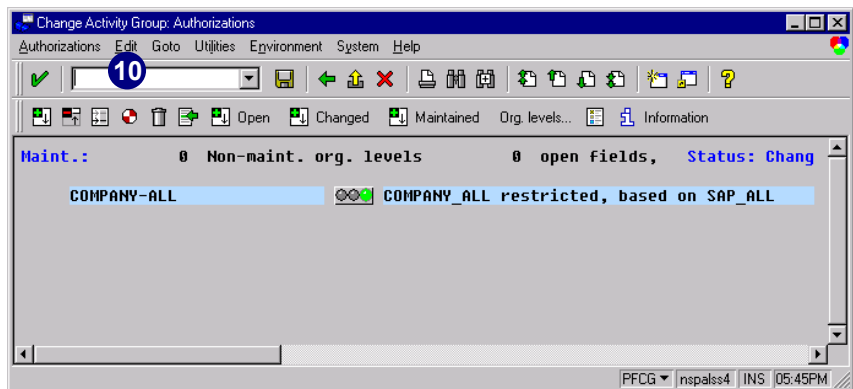 Change Activity Group: Authorizations
Authorizations Edit Goto Utilities Environment System Help
10
Open Changed Maintained Org. levels... Information
Maint.: 0 Non-maint. org. levels 0 open fields, Status: Chang
COMPANY-ALL COMPANY_ALL restricted, based on SAP_ALL
PFCG nspalss4 INS 05:45PM